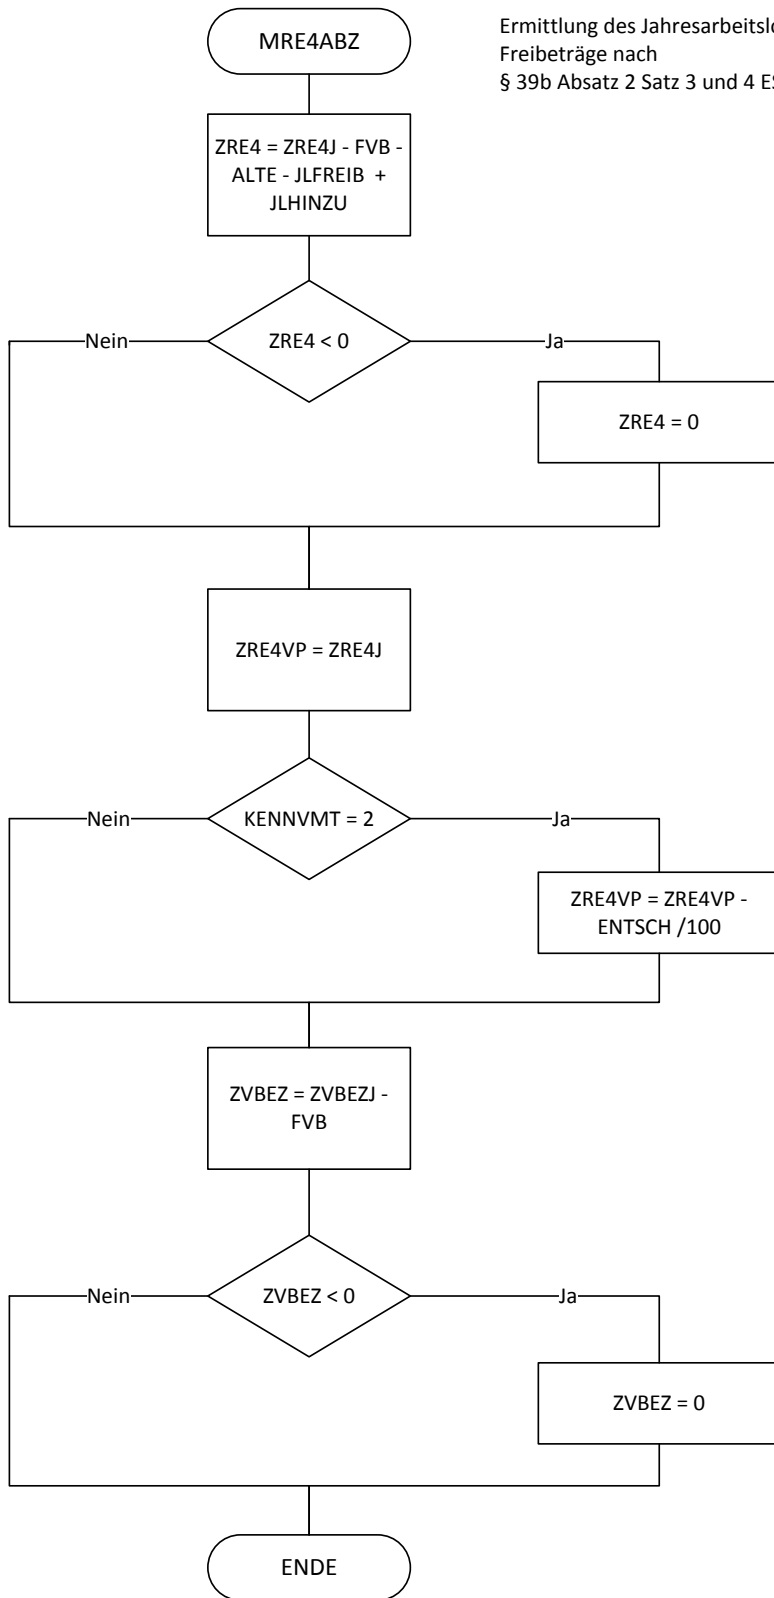 MRE4ABZ
Ermittlung des
Freibeträge nach
§ 39b Absatz 2 Satz 3 und 4
ZRE4 = ZRE4J - FVB -
ALTE - JLFREIB +
JLHINZU
Nein
ZRE4 < 0
Ja
ZRE4 = 0
ZRE4VP = ZRE4J
Nein
KENNVMT = 2
Ja
ZRE4VP = ZRE4VP -
ENTSCH /100
ZVBEZ = ZVBEZJ -
FVB
Nein
ZVBEZ < 0
Ja
ZVBEZ = 0
ENDE